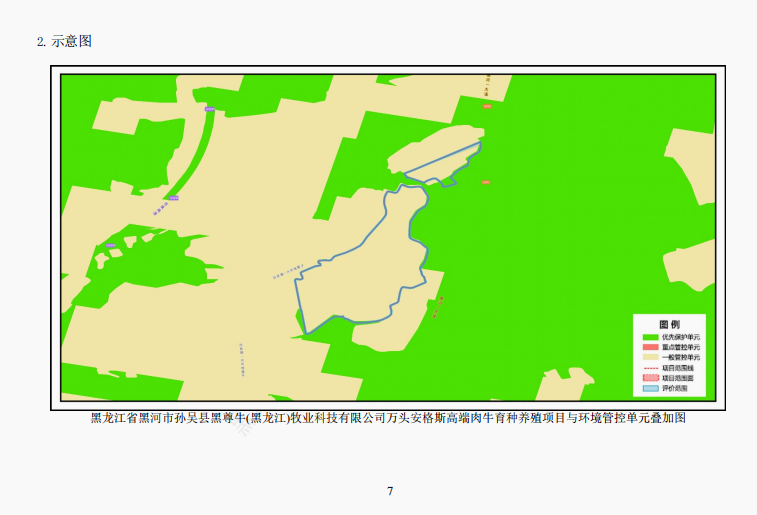 2. 示意图
图 例
优先保护单元
重点管控单元
一般管控单元
项目范围线
项目范围面
评价范围
黑龙江省黑河市孙吴县黑尊牛(黑龙江)牧业科技有限公司万头安格斯高端肉牛育种养殖项目与环境管控单元叠加图
7